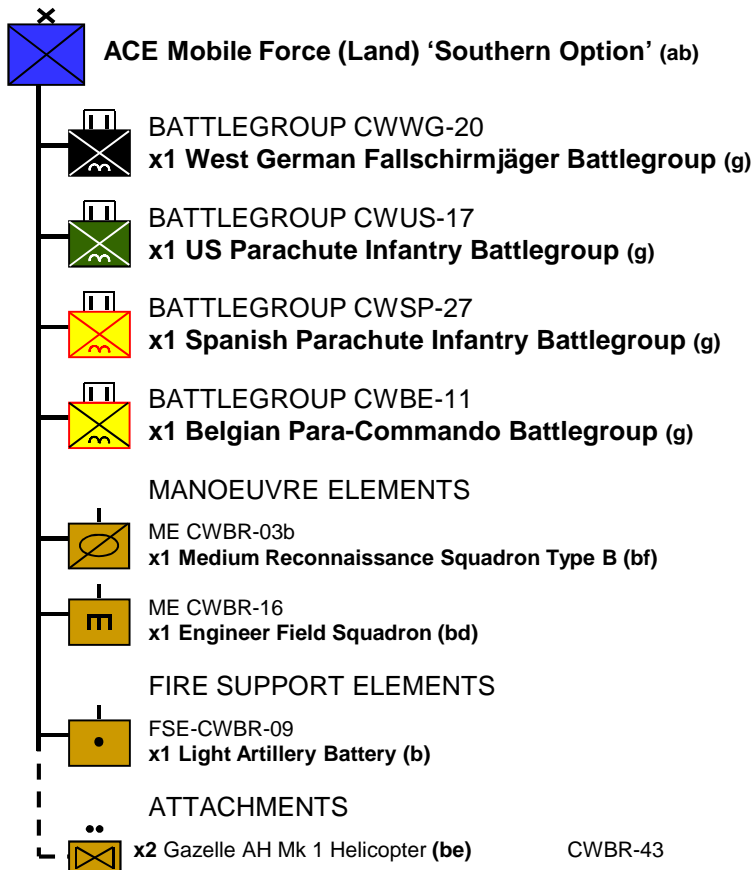 ACE Mobile Force (Land) ‘Southern Option’ (ab)
BATTLEGROUP CWWG-20
x1 West German Fallschirmjäger Battlegroup (g)
BATTLEGROUP CWUS-17
x1 US Parachute Infantry Battlegroup (g)
BATTLEGROUP CWSP-27
x1 Spanish Parachute Infantry Battlegroup (g)
BATTLEGROUP CWBE-11
x1 Belgian Para-Commando Battlegroup (g)
MANOEUVRE ELEMENTS
ME CWBR-03b
x1 Medium Reconnaissance Squadron Type B (bf)
ME CWBR-16
x1 Engineer Field Squadron (bd)
FIRE SUPPORT ELEMENTS
FSE-CWBR-09
x1 Light Artillery Battery (b)
ATTACHMENTS
x2 Gazelle AH Mk 1 Helicopter (be) CWBR-43